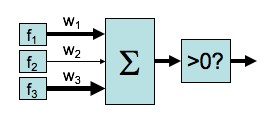 f₁ w₁
f₂ w₂
f₃ w₃
Σ
>0?